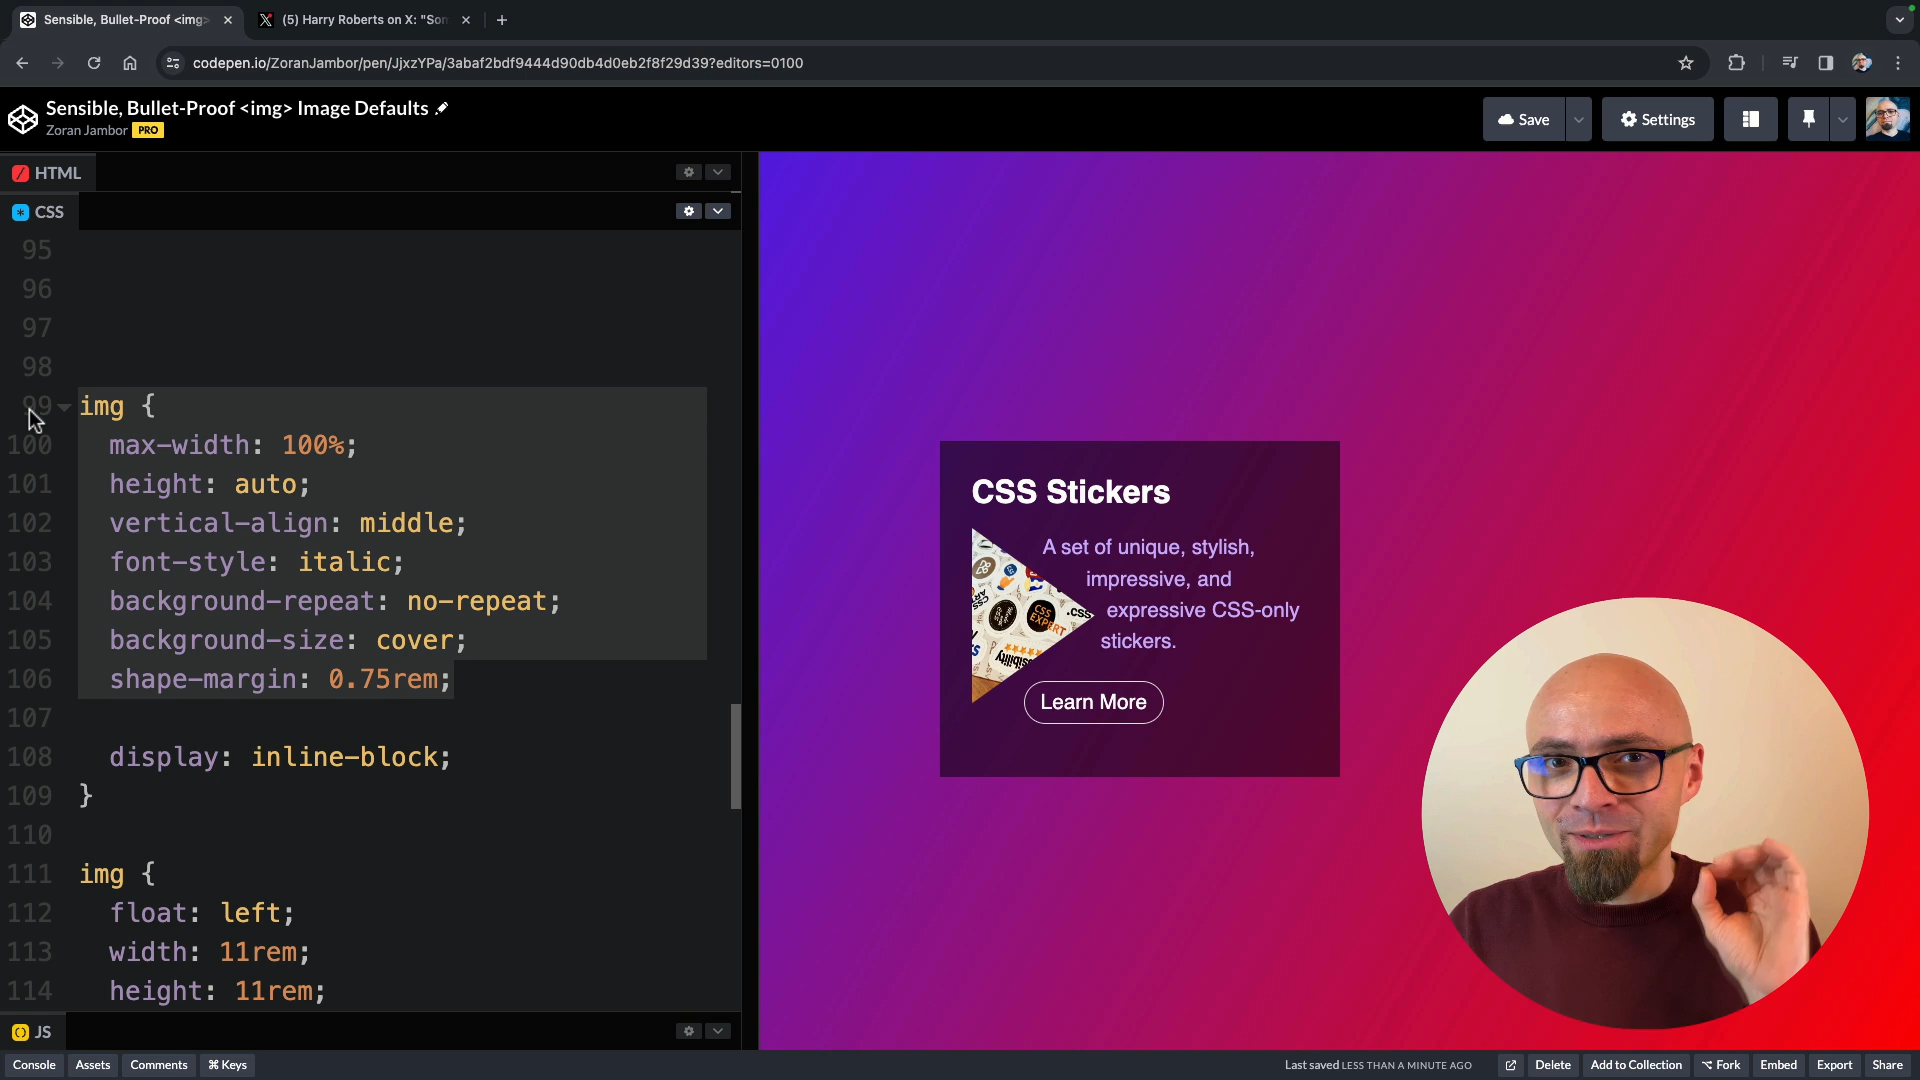 Sensible, Bullet-Proof <img>
(5) Harry Roberts on X: "Son
codepen.io/ZoranJambor/pen/JjxzYPa/3abaf2bdf9444d90db4d0eb2f8f29d39?editors=0100
Sensible, Bullet-Proof <img> Image Defaults
Zoran Jambor PRO
Save
Settings
HTML
CSS
95
96
97
98
99 img {
100 max-width: 100%;
101 height: auto;
102 vertical-align: middle;
103 font-style: italic;
104 background-repeat: no-repeat;
105 background-size: cover;
106 shape-margin: 0.75rem;
107
108 display: inline-block;
109 }
110
111 img {
112 float: left;
113 width: 11rem;
114 height: 11rem;
JS
CSS Stickers
A set of unique, stylish,
impressive, and
expressive CSS-only
stickers.
CSS
EXPERT
.CSS
Learn More
Console Assets Comments ⌘ Keys
Last saved LESS THAN A MINUTE AGO
Delete Add to Collection ⌥ Fork Embed Export Share